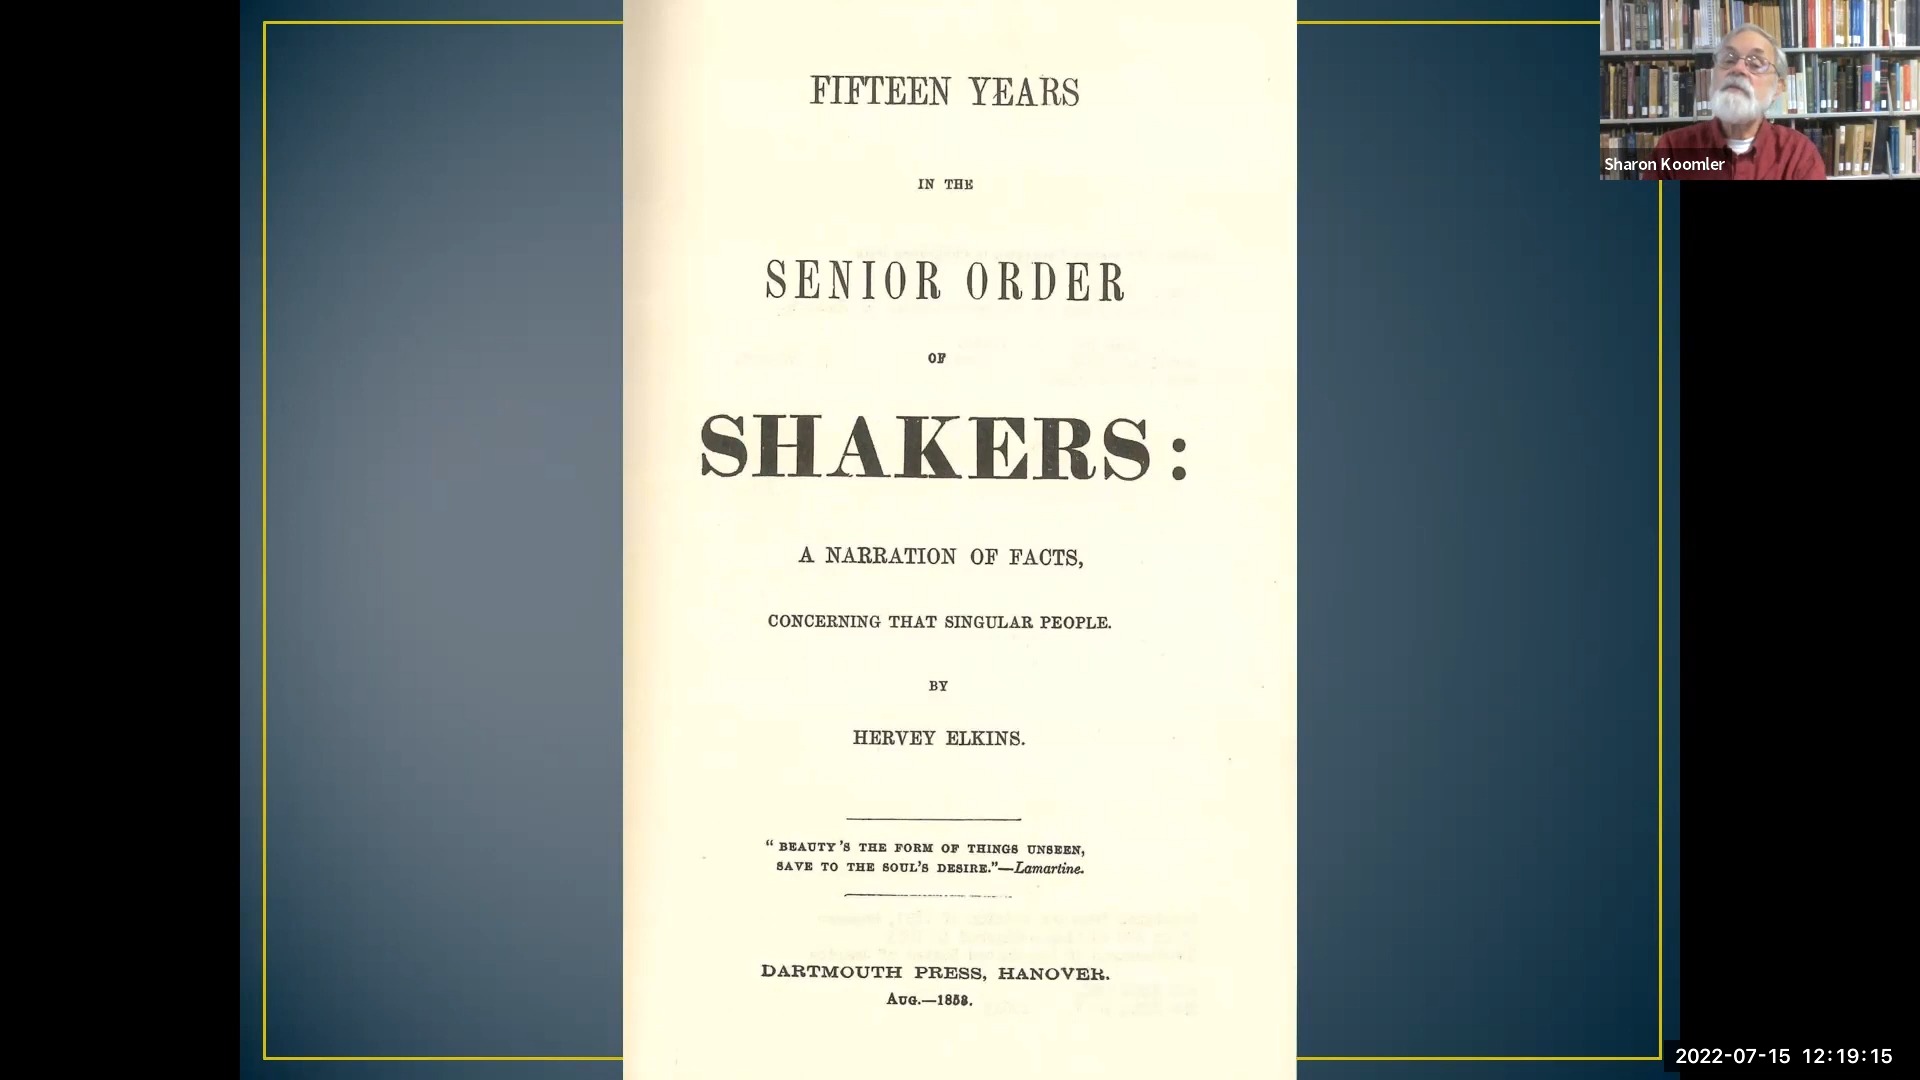 FIFTEEN YEARS
IN THE
SENIOR ORDER
OF
SHAKERS:
A NARRATION OF FACTS,
CONCERNING THAT SINGULAR PEOPLE.
BY
HERVEY ELKINS.
“BEAUTY'S THE FORM OF THINGS UNSEEN,
SAVE TO THE SOUL'S DESIRE.”—Lamartine.
DARTMOUTH PRESS, HANOVER.
AUG.—1853.
Sharon Koomler
2022-07-15 12:19:15